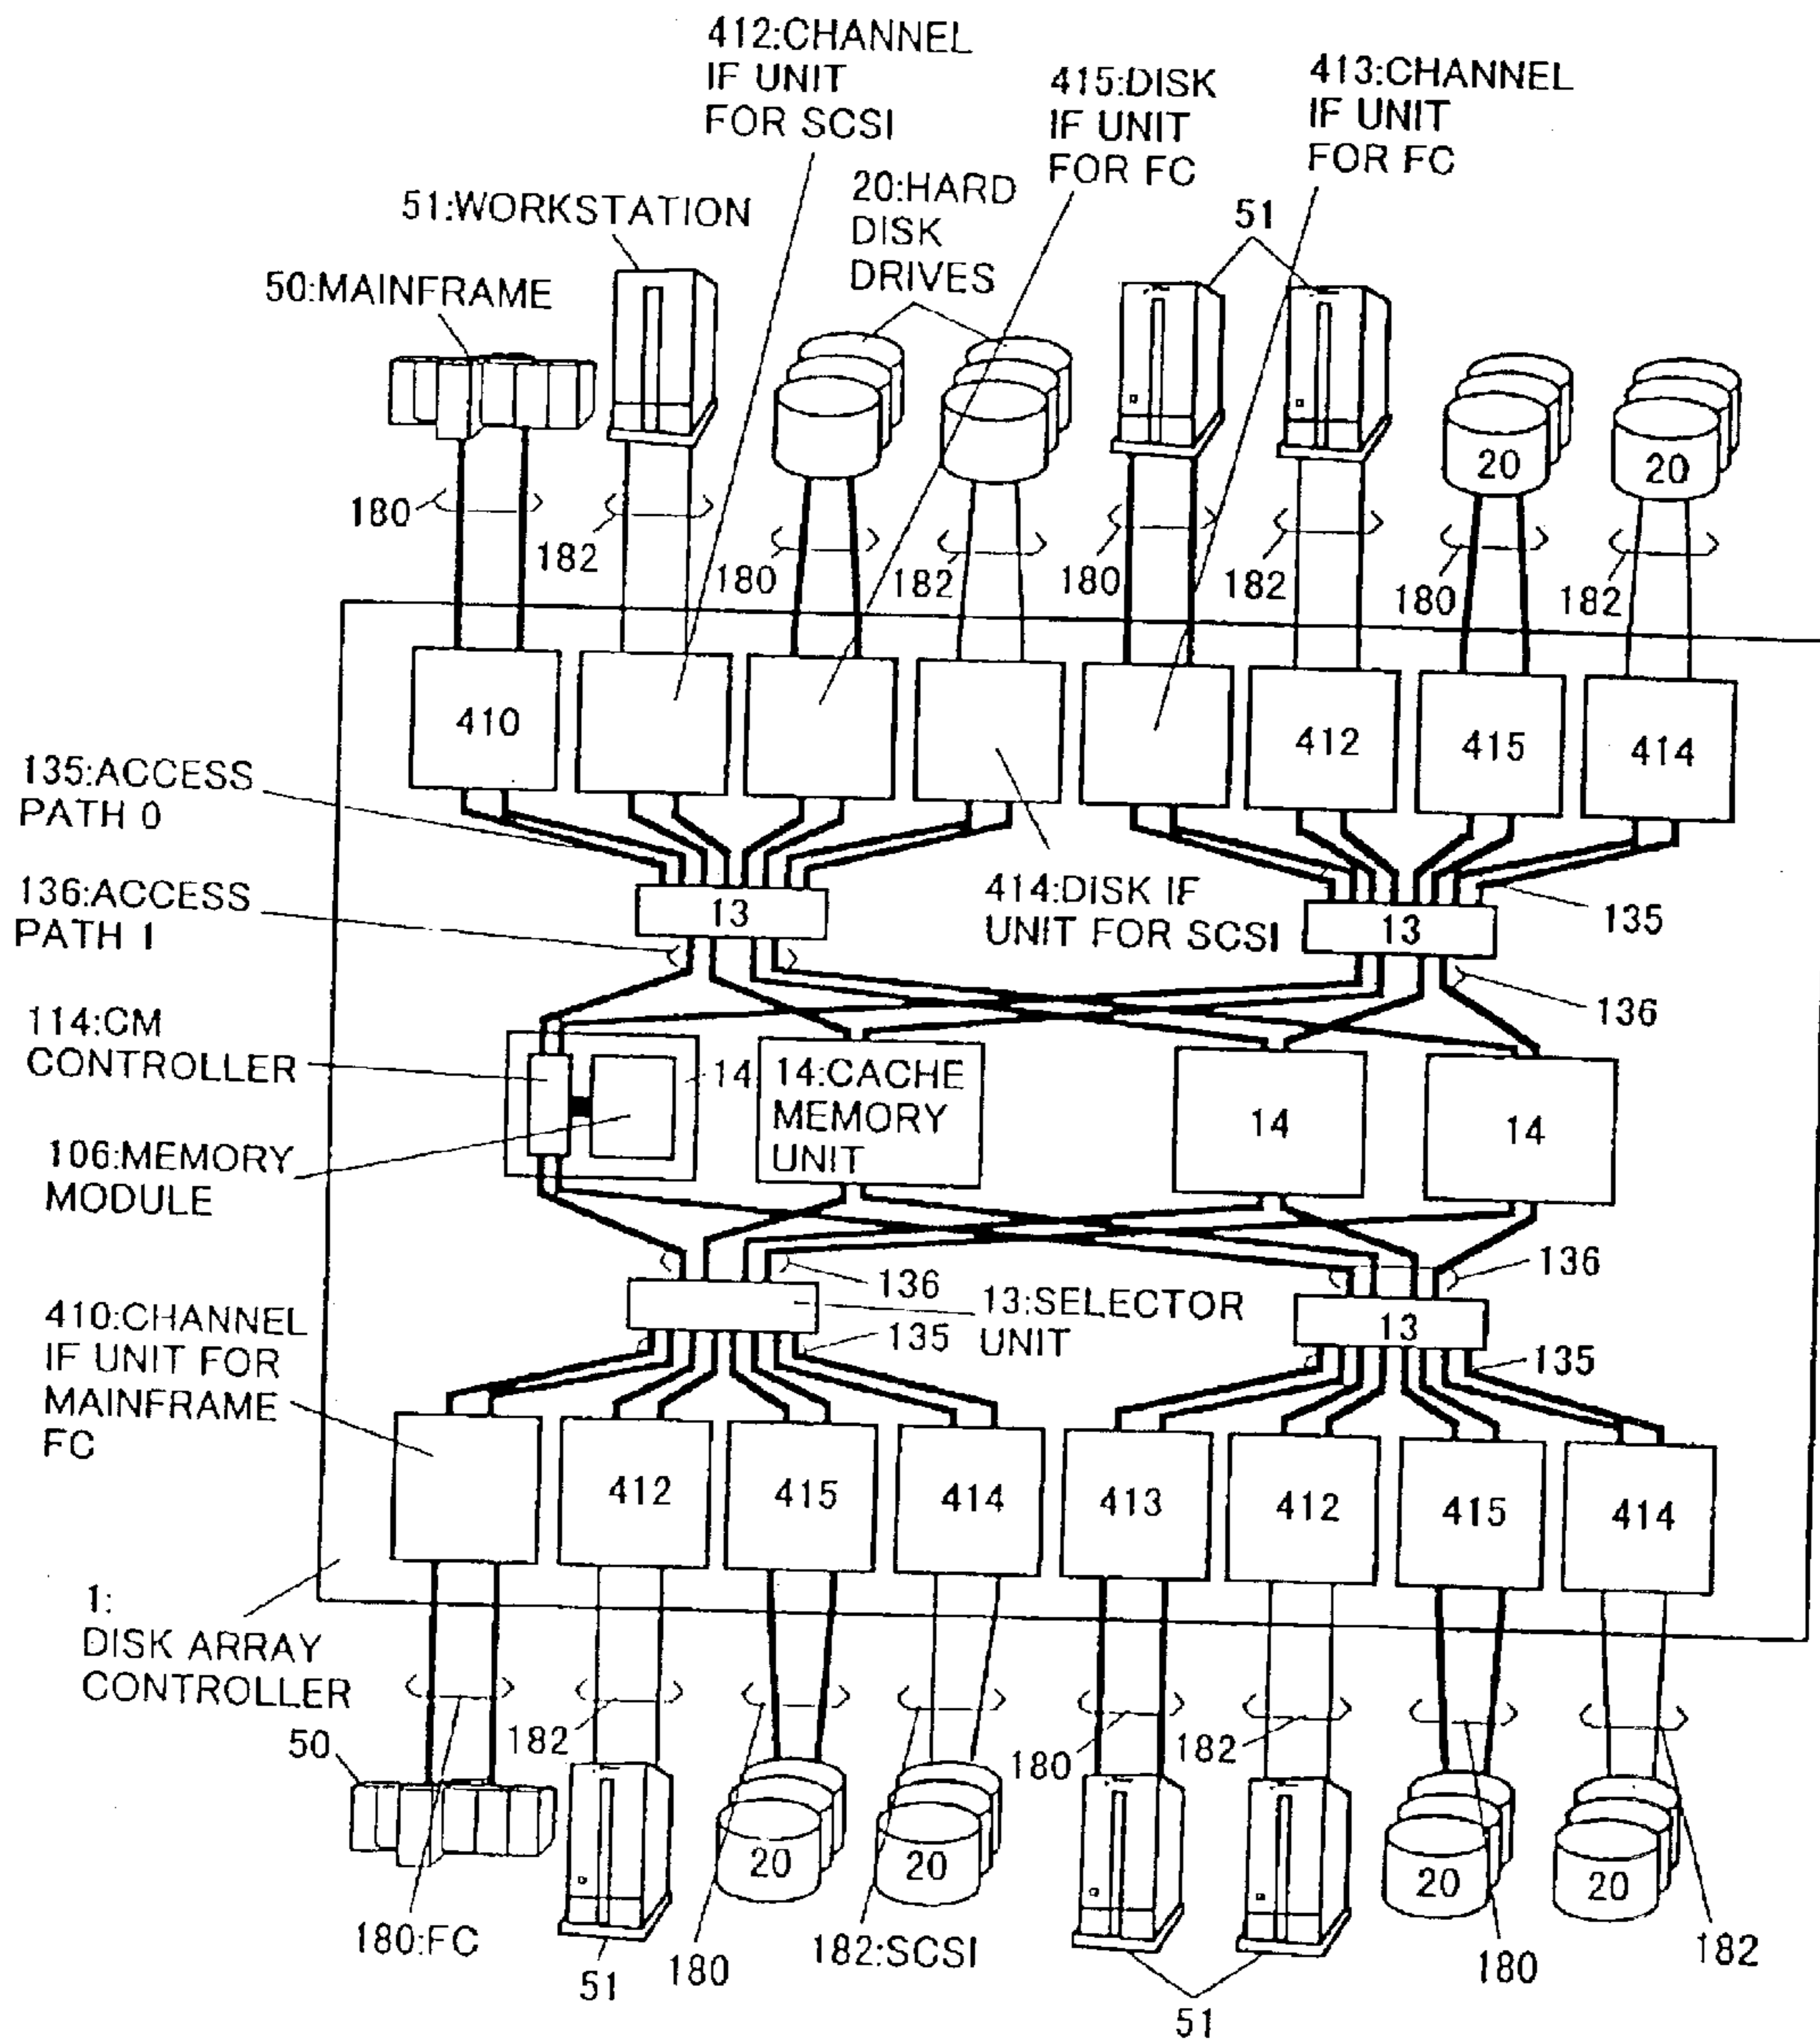 412:CHANNEL
IF UNIT
FOR SCSI
415:DISK
IF UNIT
FOR FC
413:CHANNEL
IF UNIT
FOR FC
51:WORKSTATION
20:HARD
DISK
DRIVES
51
50:MAINFRAME
20
20
180
182
180
182
180
182
180
182
410
412
415
414
135:ACCESS
PATH 0
136:ACCESS
PATH 1
13
414:DISK IF
UNIT FOR SCSI
13
135
136
114:CM
CONTROLLER
14
14:CACHE
MEMORY
UNIT
14
14
106:MEMORY
MODULE
136
136
13:SELECTOR
UNIT
13
135
135
410:CHANNEL
IF UNIT FOR
MAINFRAME
FC
412
415
414
413
412
415
414
1:
DISK ARRAY
CONTROLLER
182
180
182
50
20
20
20
20
180:FC
51
180
182:SCSI
51
180
182